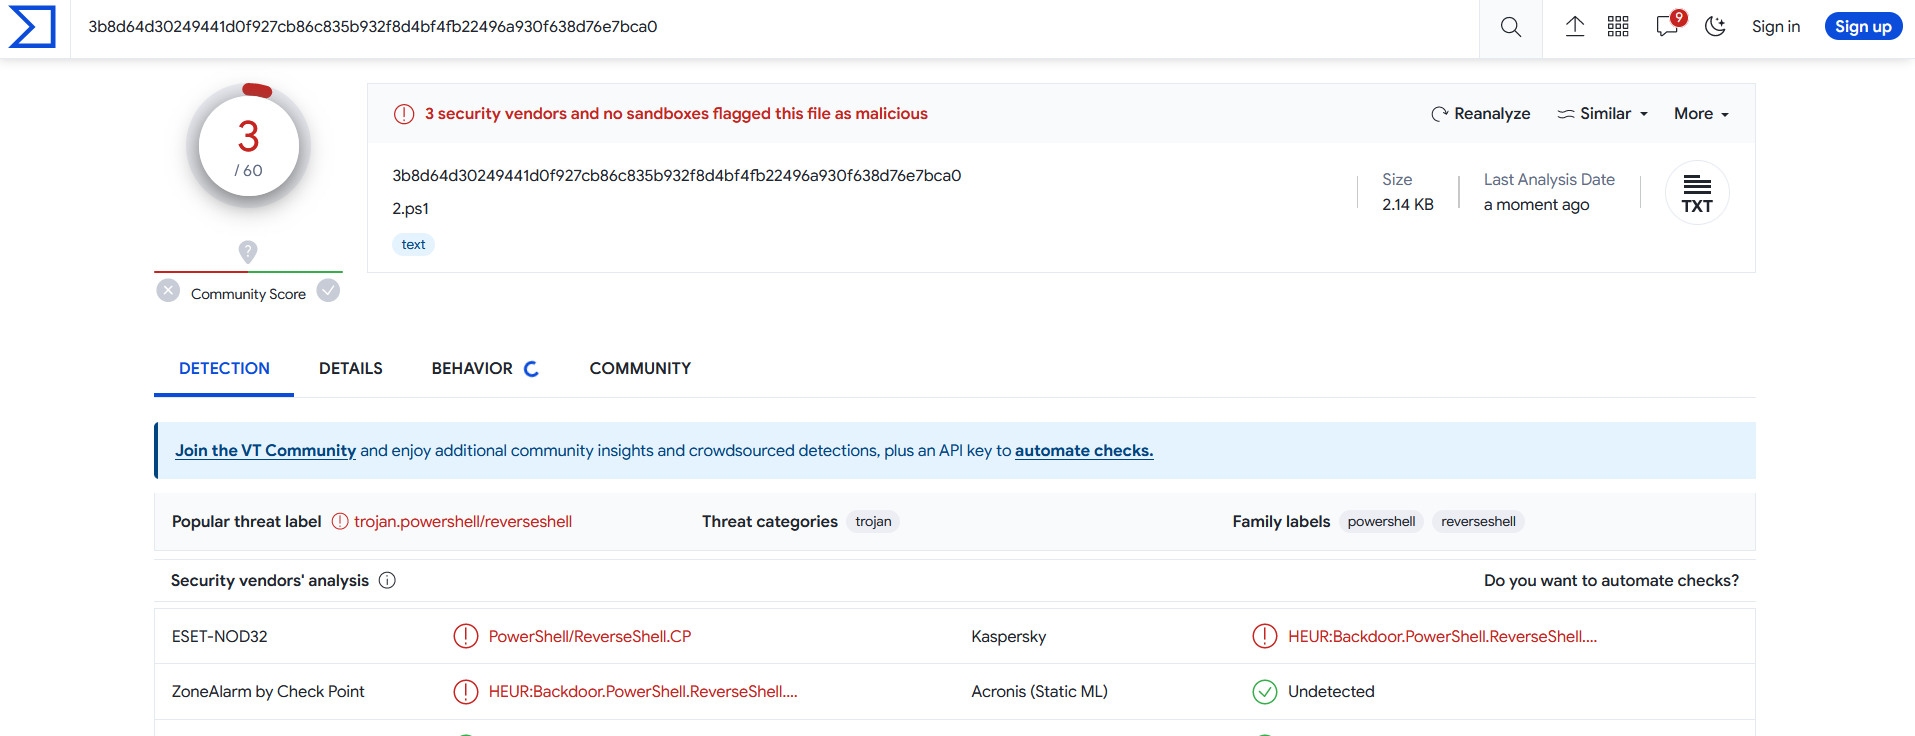 3b8d64d30249441d0f927cb86c835b932f8d4bf4fb22496a930f638d76e7bca0
9
Sign in
Sign up
3
/ 60
Community Score
3 security vendors and no sandboxes flagged this file as malicious
Reanalyze
Similar
More
3b8d64d30249441d0f927cb86c835b932f8d4bf4fb22496a930f638d76e7bca0
2.ps1
text
Size
2.14 KB
Last Analysis Date
a moment ago
TXT
DETECTION
DETAILS
BEHAVIOR
COMMUNITY
Join the VT Community and enjoy additional community insights and crowdsourced detections, plus an API key to automate checks.
Popular threat label
trojan.powershell/reverseshell
Threat categories
trojan
Family labels
powershell
reverseshell
Security vendors' analysis
Do you want to automate checks?
ESET-NOD32
PowerShell/ReverseShell.CP
Kaspersky
HEUR:Backdoor.PowerShell.ReverseShell....
ZoneAlarm by Check Point
HEUR:Backdoor.PowerShell.ReverseShell....
Acronis (Static ML)
Undetected